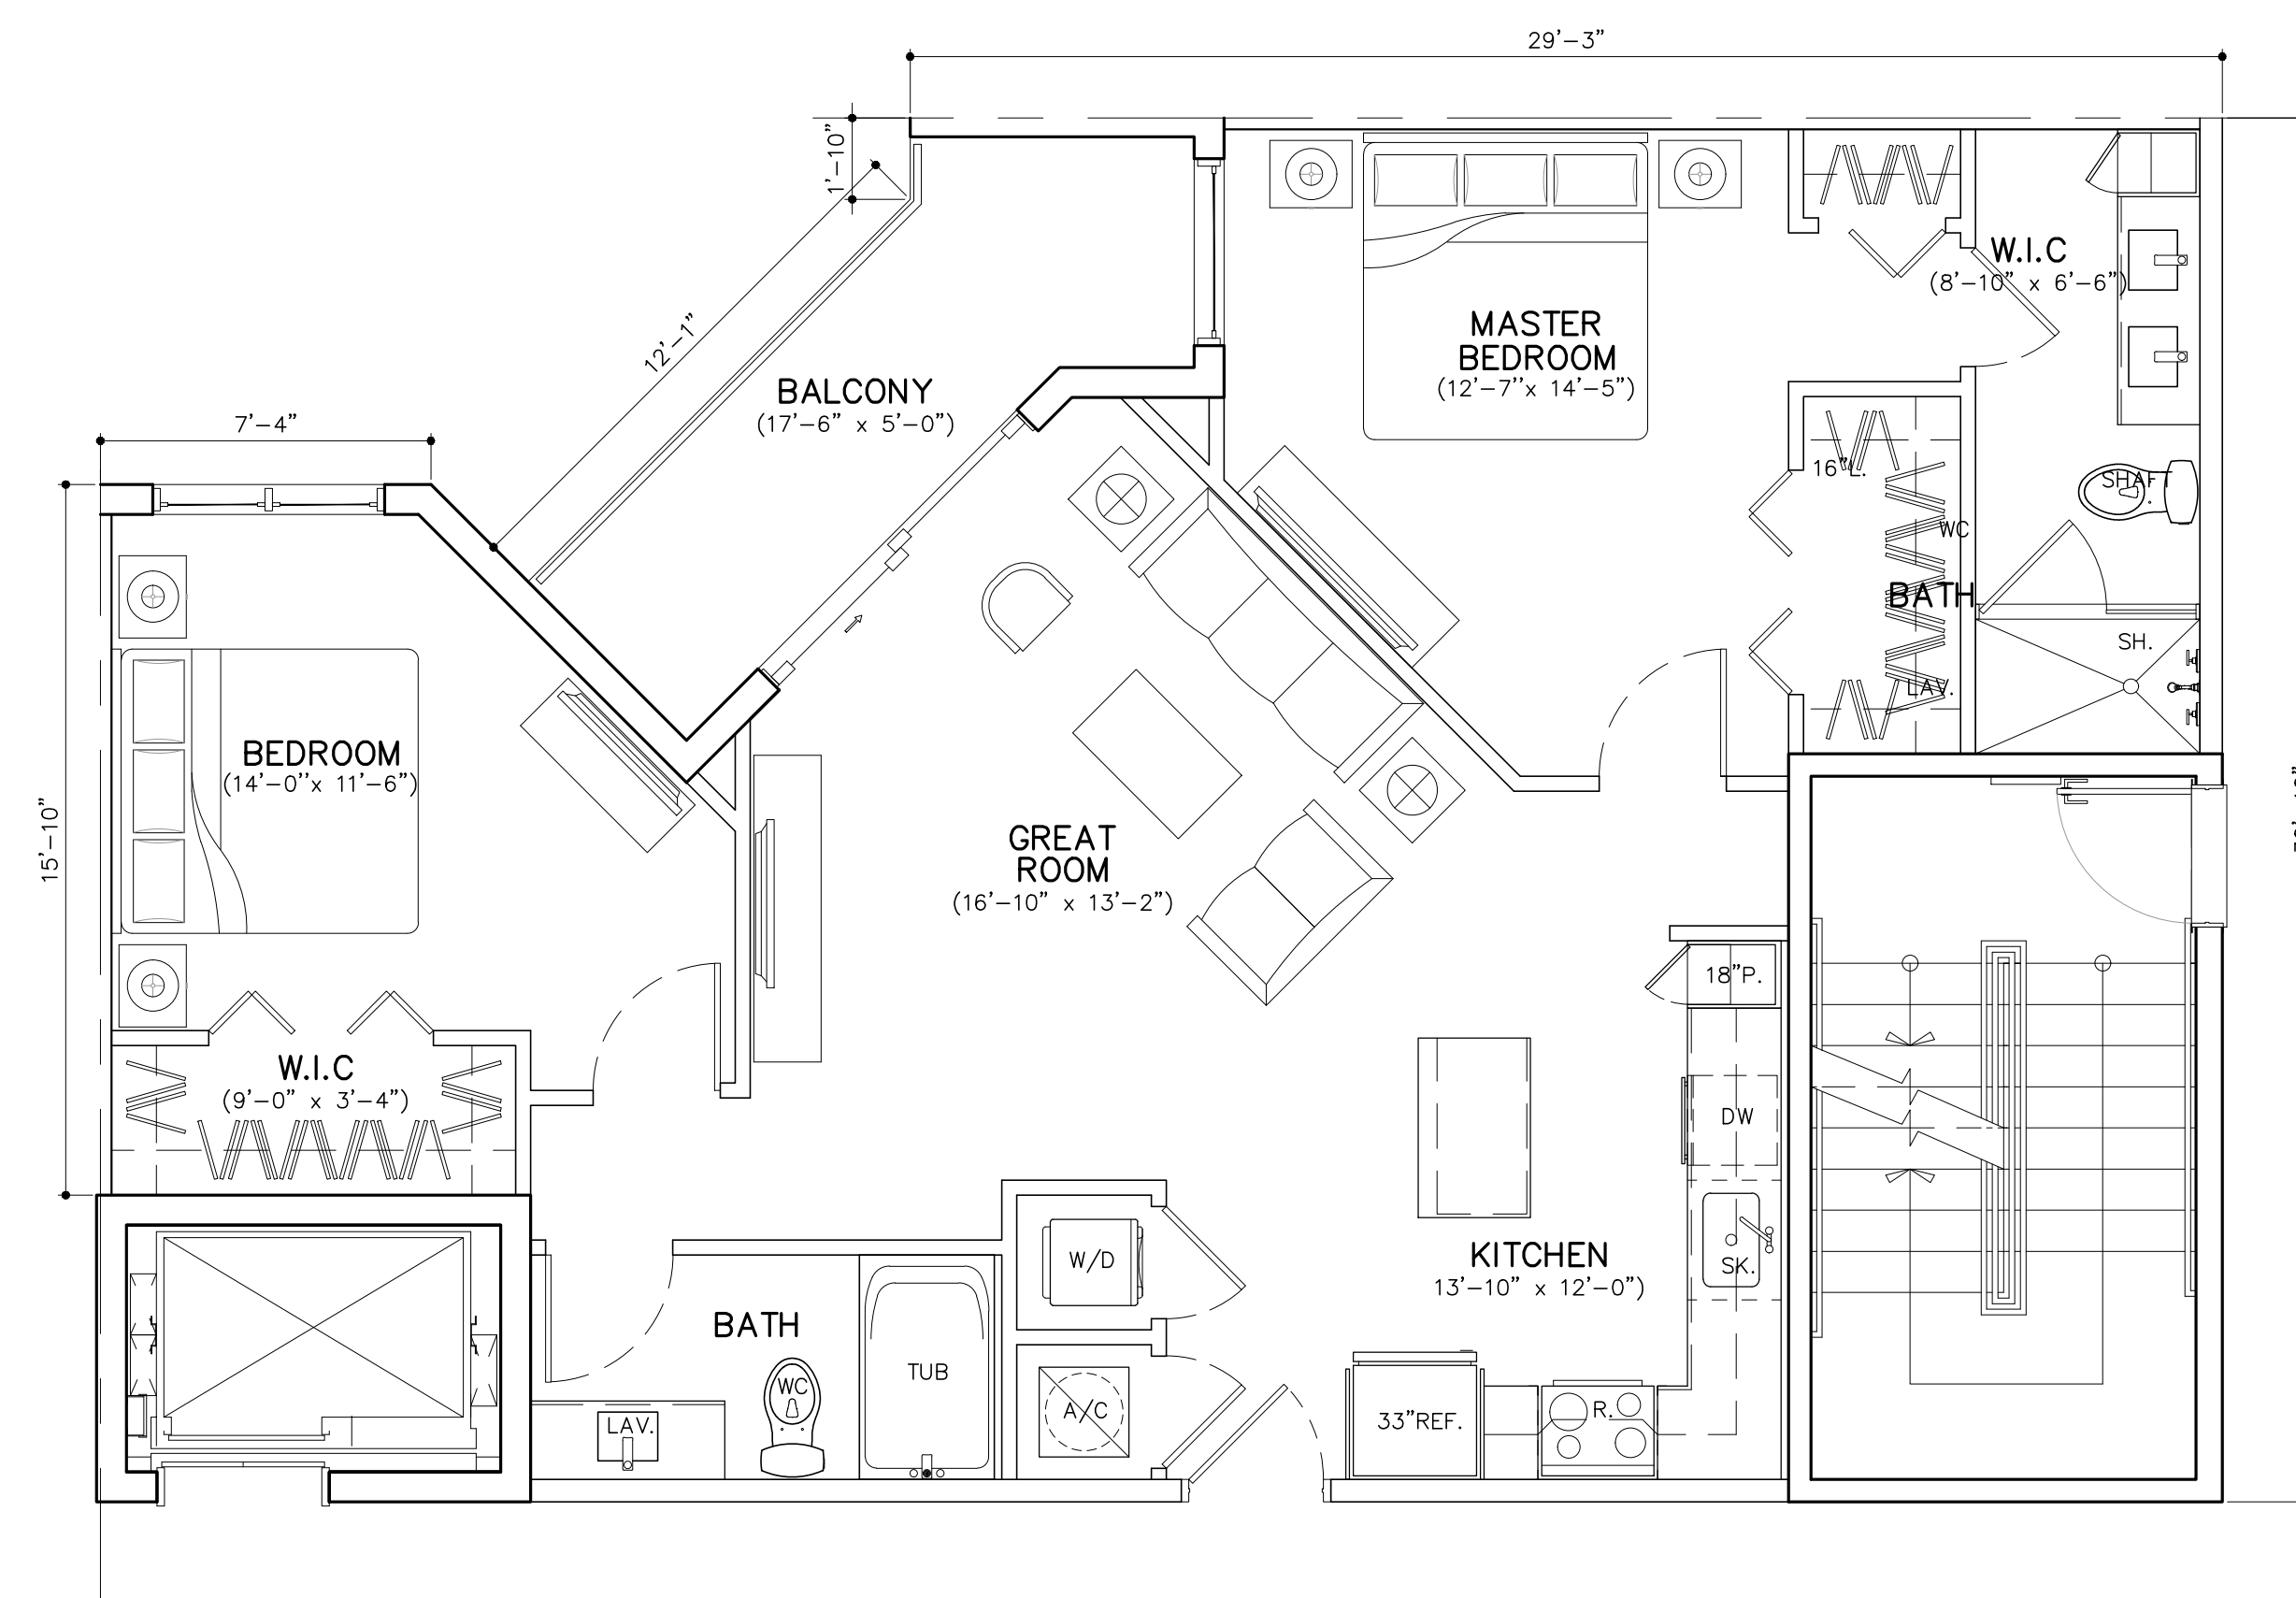 29'-3"
1'-10"
12'-1"
7'-4"
15'-10"
BALCONY
(17'-6" x 5'-0")
MASTER
BEDROOM
(12'-7''x 14'-5")
W.I.C
(8'-10" x 6'-6")
16"L.
SHAFT
WC
BATH
SH.
LAV.
BEDROOM
(14'-0''x 11'-6")
GREAT
ROOM
(16'-10" x 13'-2")
18"P.
W.I.C
(9'-0" x 3'-4")
DW
W/D
KITCHEN
13'-10" x 12'-0")
SK.
BATH
TUB
WC
LAV.
A/C
33"REF.
R.